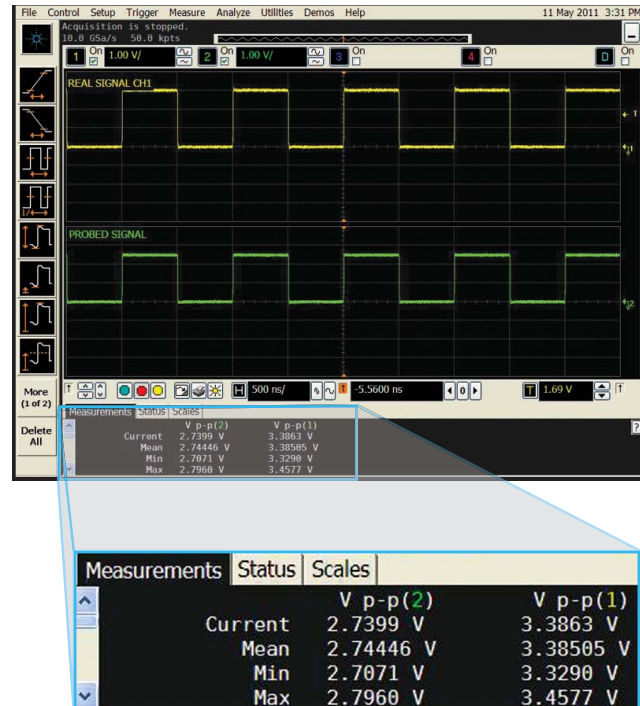 File Control Setup Trigger Measure Analyze Utilities Demos Help 11 May 2011 3:31 PM
Acquisition is stopped.
10.0 GSa/s 50.0 kpts
1 On 1.00 V/ 2 On 1.00 V/ 3 On 4 On D On
REAL SIGNAL CH1
T
1
PROBED SIGNAL
2
1/
More
(1 of 2)
Delete
All
T H 500 ns/ -5.5600 ns 0 T 1.69 V T
Measurements Status Scales
?
V p-p(2) V p-p(1)
Current 2.7399 V 3.3863 V
Mean 2.74446 V 3.38505 V
Min 2.7071 V 3.3290 V
Max 2.7960 V 3.4577 V
Measurements Status Scales
V p-p(2) V p-p(1)
Current 2.7399 V 3.3863 V
Mean 2.74446 V 3.38505 V
Min 2.7071 V 3.3290 V
Max 2.7960 V 3.4577 V